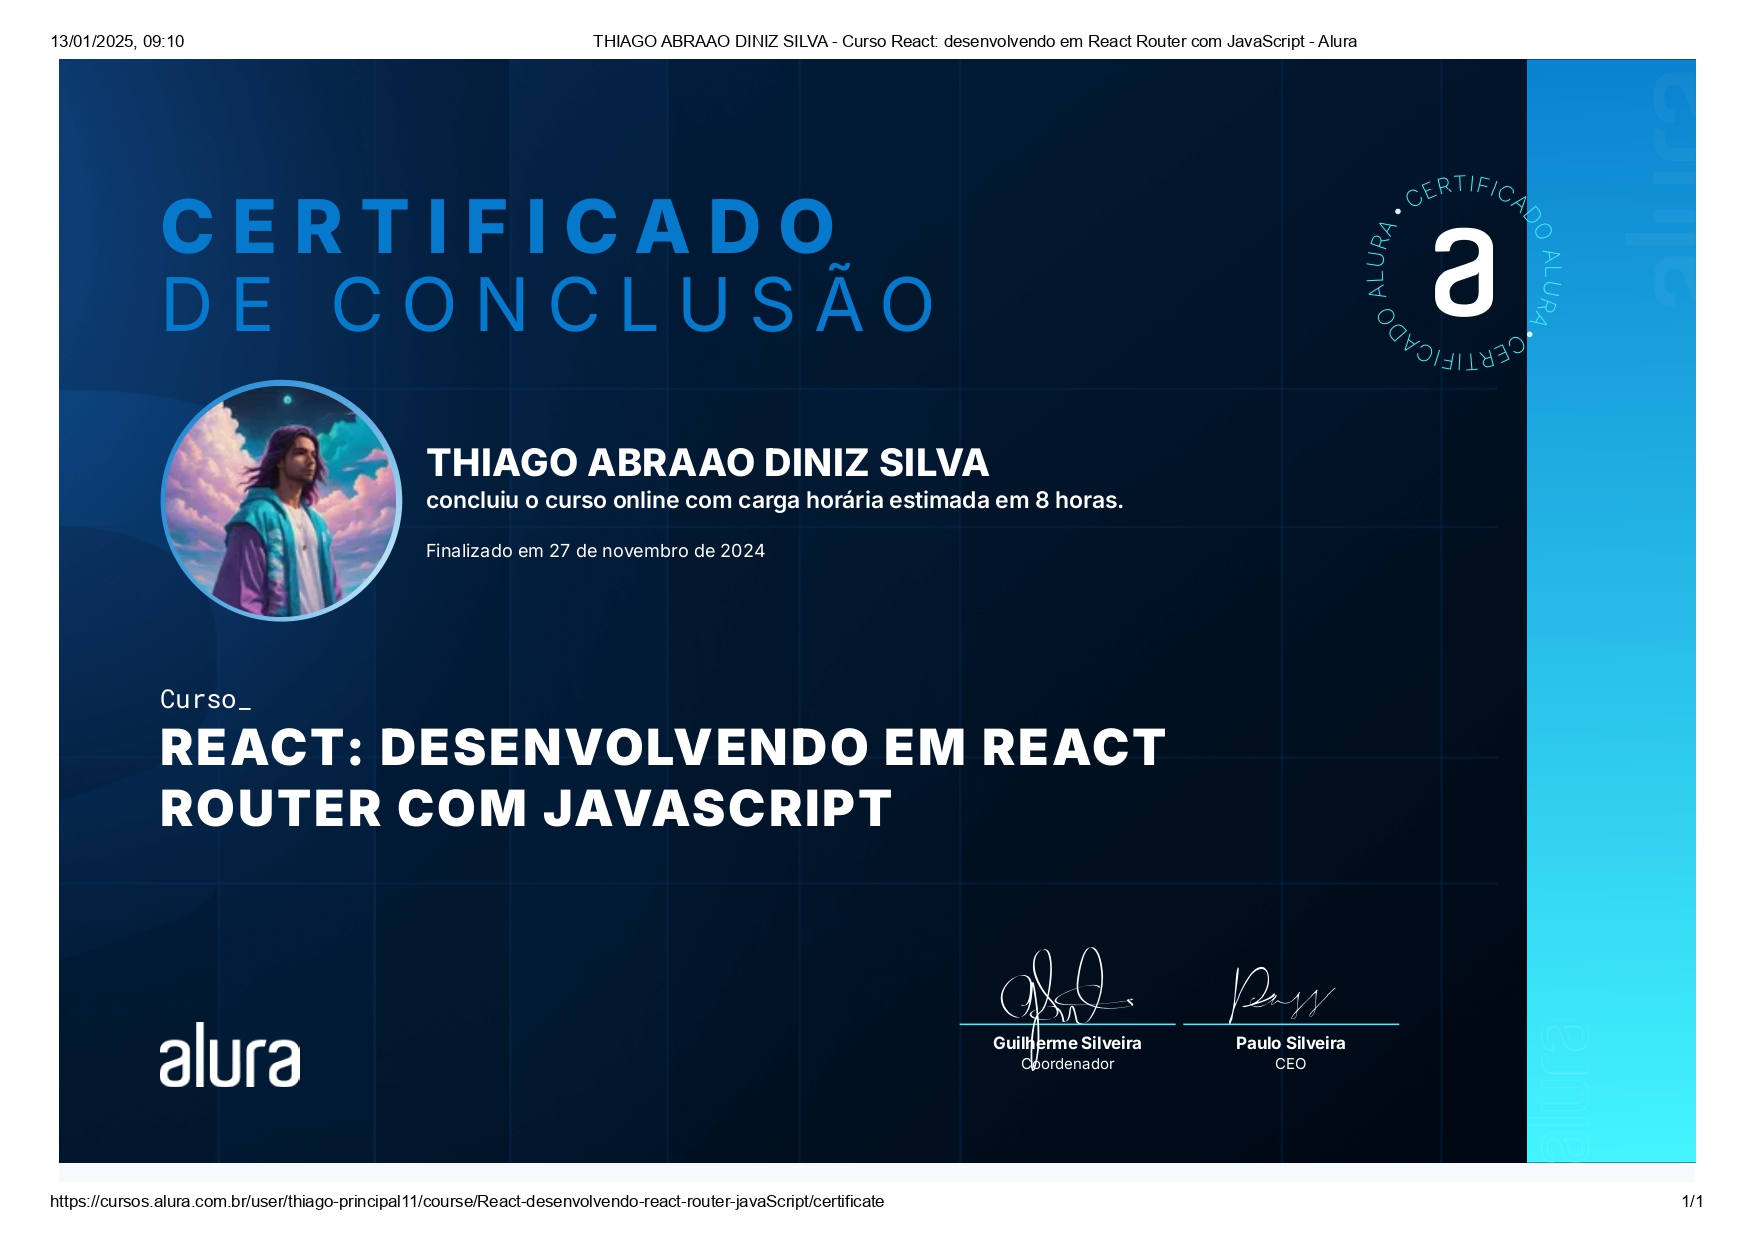 13/01/2025, 09:10
THIAGO ABRAAO DINIZ SILVA - Curso React: desenvolvendo em React Router com JavaScript - Alura
CERTIFICADO
DE CONCLUSÃO
CERTIFICADO ALURA • CERTIFICADO ALURA •
a
alura
THIAGO ABRAAO DINIZ SILVA
concluiu o curso online com carga horária estimada em 8 horas.
Finalizado em 27 de novembro de 2024
Curso_
REACT: DESENVOLVENDO EM REACT
ROUTER COM JAVASCRIPT
Guilherme Silveira
Coordenador
Paulo Silveira
CEO
alura
alura
https://cursos.alura.com.br/user/thiago-principal11/course/React-desenvolvendo-react-router-javaScript/certificate
1/1